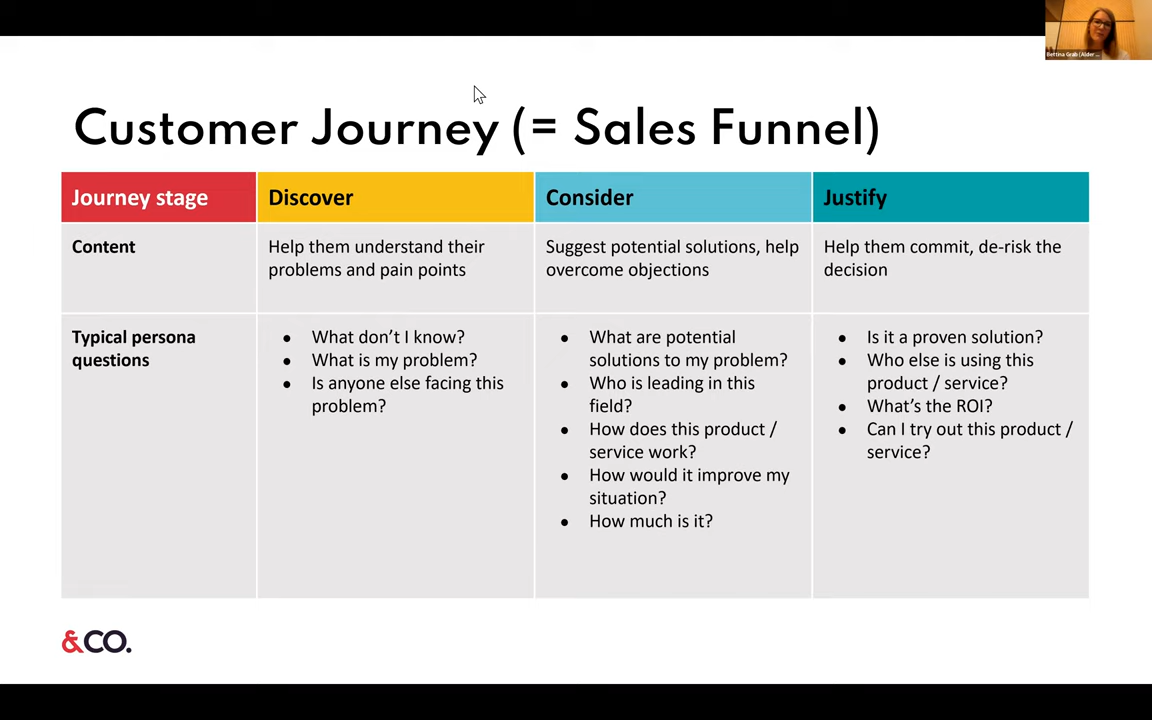 Bettina Grab (Alder ...
Customer Journey (= Sales Funnel)
Journey stage
Discover
Consider
Justify
Content
Help them understand their
problems and pain points
Suggest potential solutions, help
overcome objections
Help them commit, de-risk the
decision
Typical persona
questions
● What don't I know?
● What is my problem?
● Is anyone else facing this
problem?
● What are potential
solutions to my problem?
● Who is leading in this
field?
● How does this product /
service work?
● How would it improve my
situation?
● How much is it?
● Is it a proven solution?
● Who else is using this
product / service?
● What's the ROI?
● Can I try out this product /
service?
&CO.